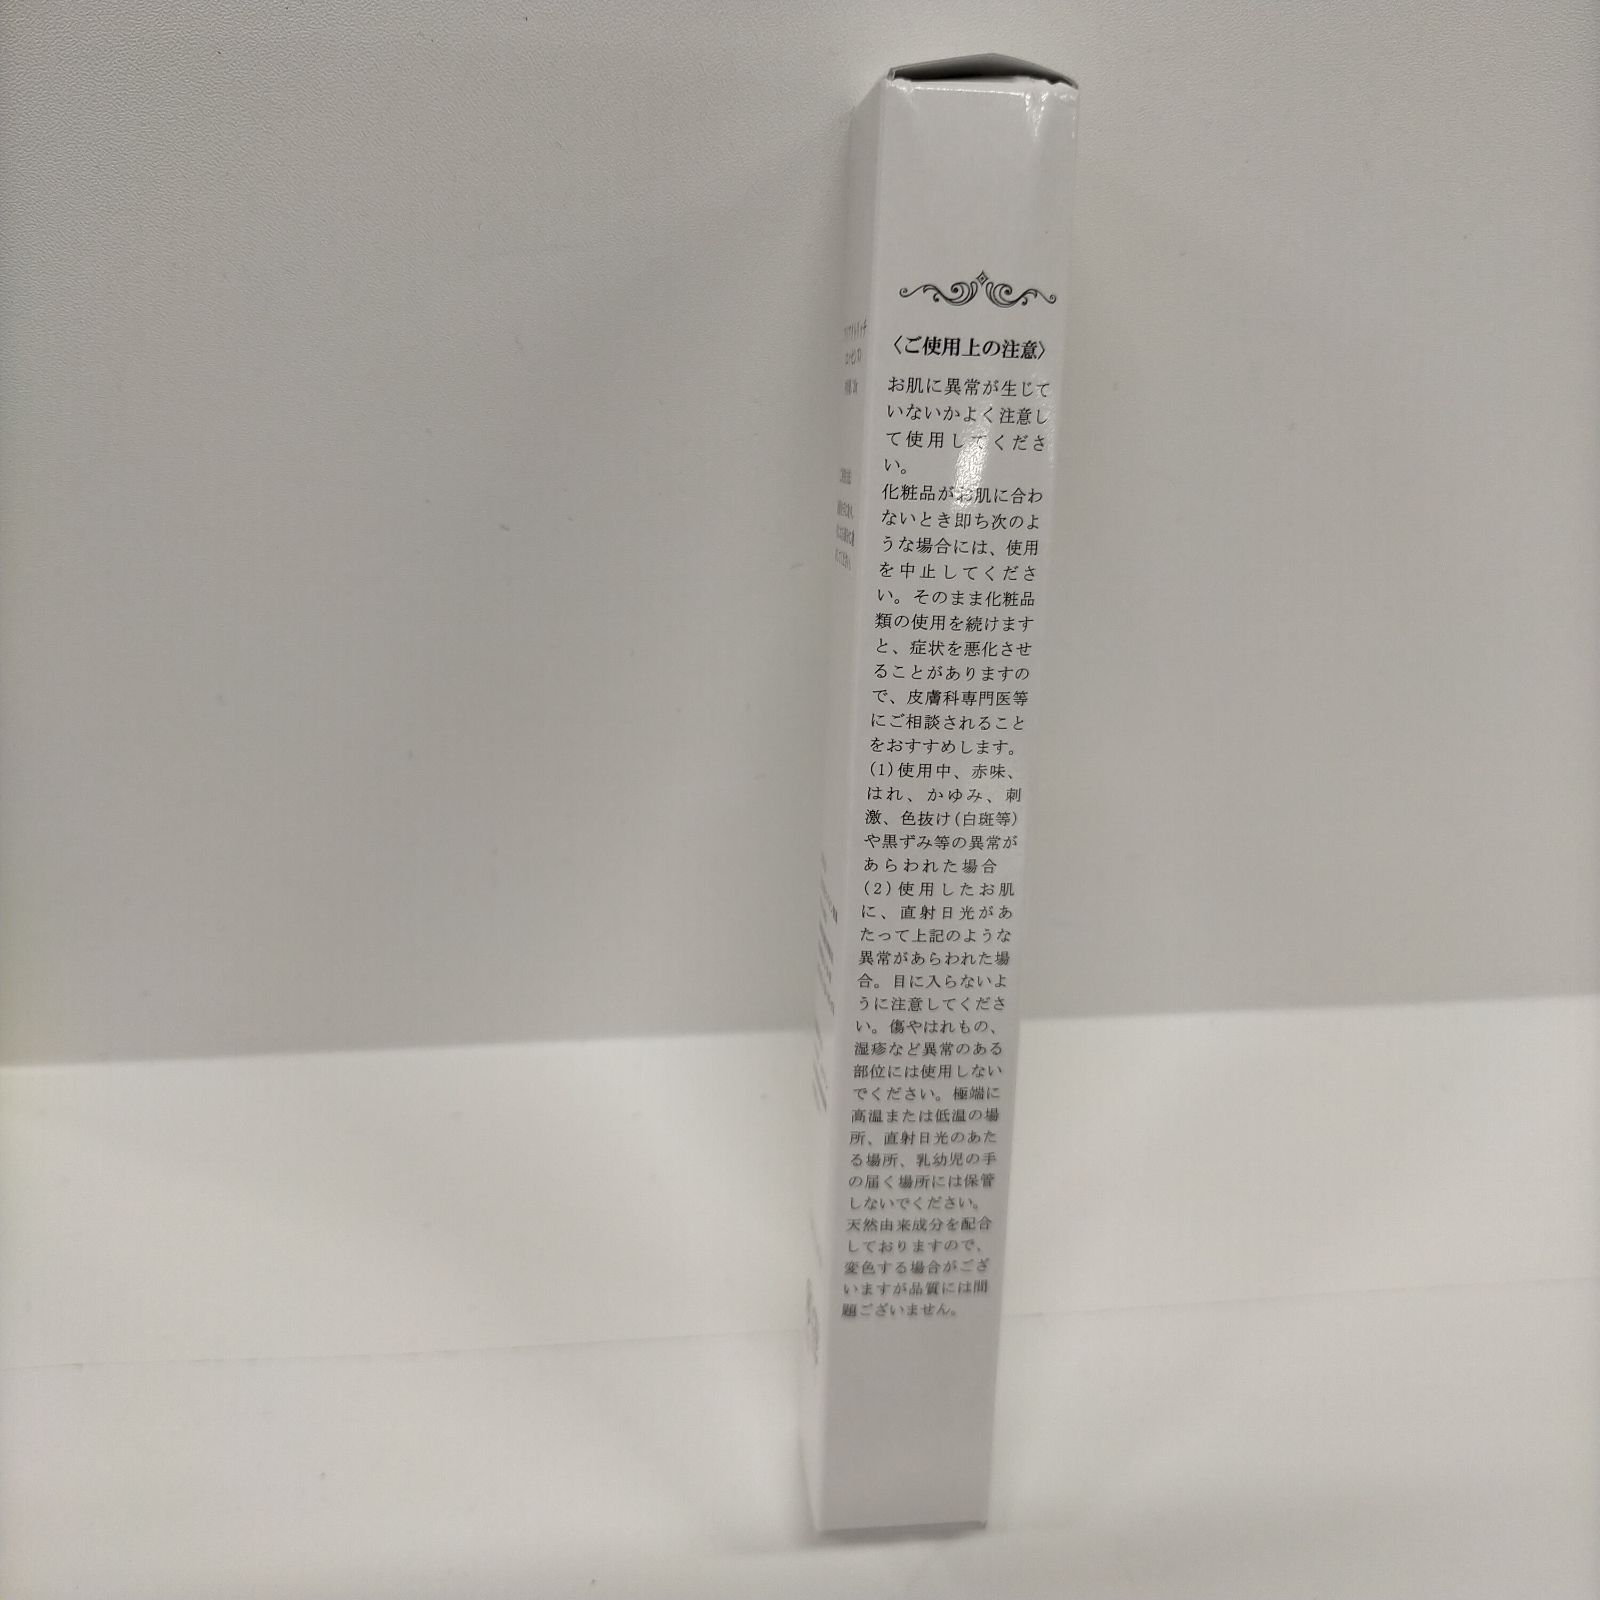 〈ご使用上の注意〉
お肌に異常が生じて
いないかよく注意し
て使用してくださ
い。
化粧品がお肌に合わ
ないとき即ち次のよ
うな場合には、使用
を中止してくださ
い。そのまま化粧品
類の使用を続けます
と、症状を悪化させ
ることがありますの
で、皮膚科専門医等
にご相談されること
をおすすめします。
(1)使用中、赤味、
はれ、かゆみ、刺
激、色抜け(白斑等)
や黒ずみ等の異常が
あらわれた場合
(2)使用したお肌
に、直射日光があ
たって上記のような
異常があらわれた場
合。目に入らないよ
うに注意してくださ
い。傷やはれもの、
湿疹など異常のある
部位には使用しない
でください。極端に
高温または低温の場
所、直射日光のあた
る場所、乳幼児の手
の届く場所には保管
しないでください。
天然由来成分を配合
しておりますので、
変色する場合がござ
いますが品質には問
題ございません。